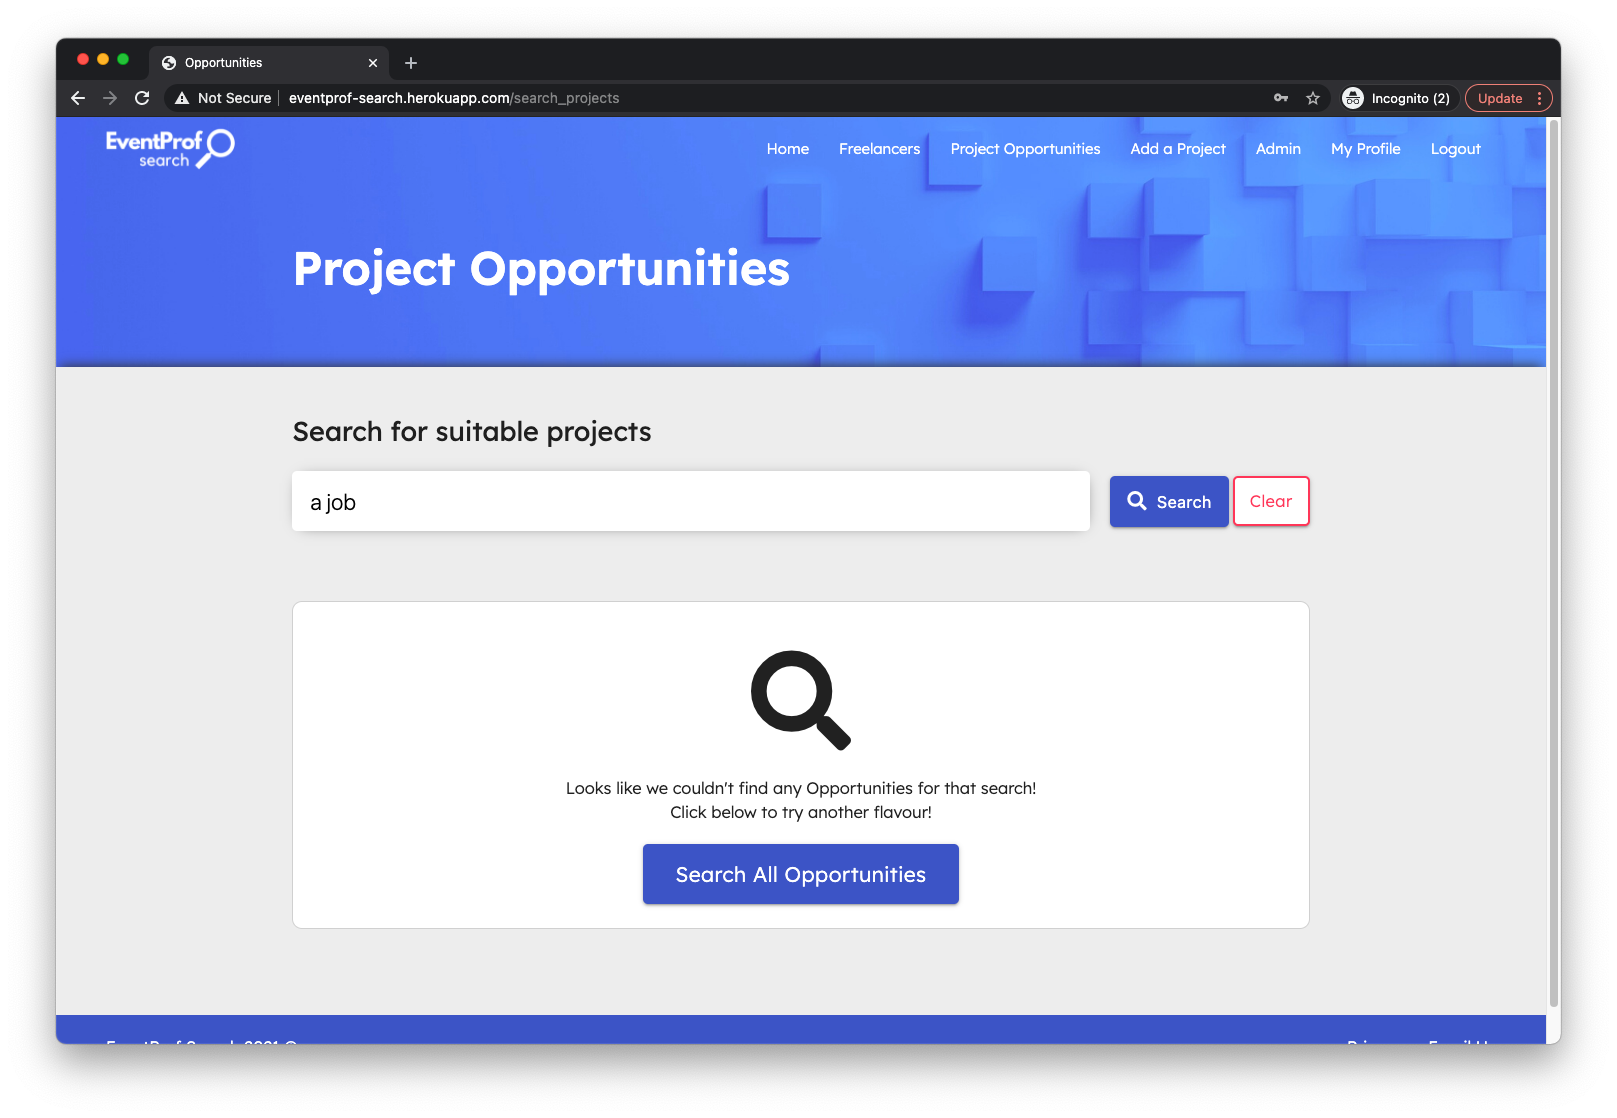 Opportunities
Not Secure
eventprof-search.herokuapp.com/search_projects
Incognito (2)
Update
EventProf
search
Home
Freelancers
Project Opportunities
Add a Project
Admin
My Profile
Logout
Project Opportunities
Search for suitable projects
a job
Search
Clear
Looks like we couldn't find any Opportunities for that search!
Click below to try another flavour!
Search All Opportunities